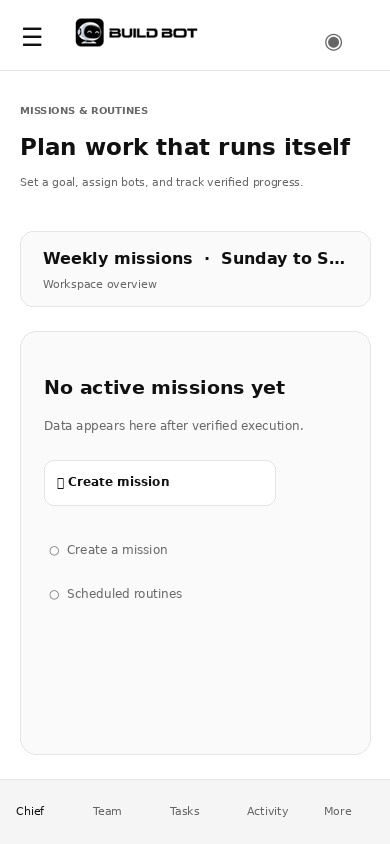 BUILD BOT
MISSIONS & ROUTINES
Plan work that runs itself
Set a goal, assign bots, and track verified progress.
Weekly missions · Sunday to S...
Workspace overview
No active missions yet
Data appears here after verified execution.
Create mission
Create a mission
Scheduled routines
Chief Team Tasks Activity More